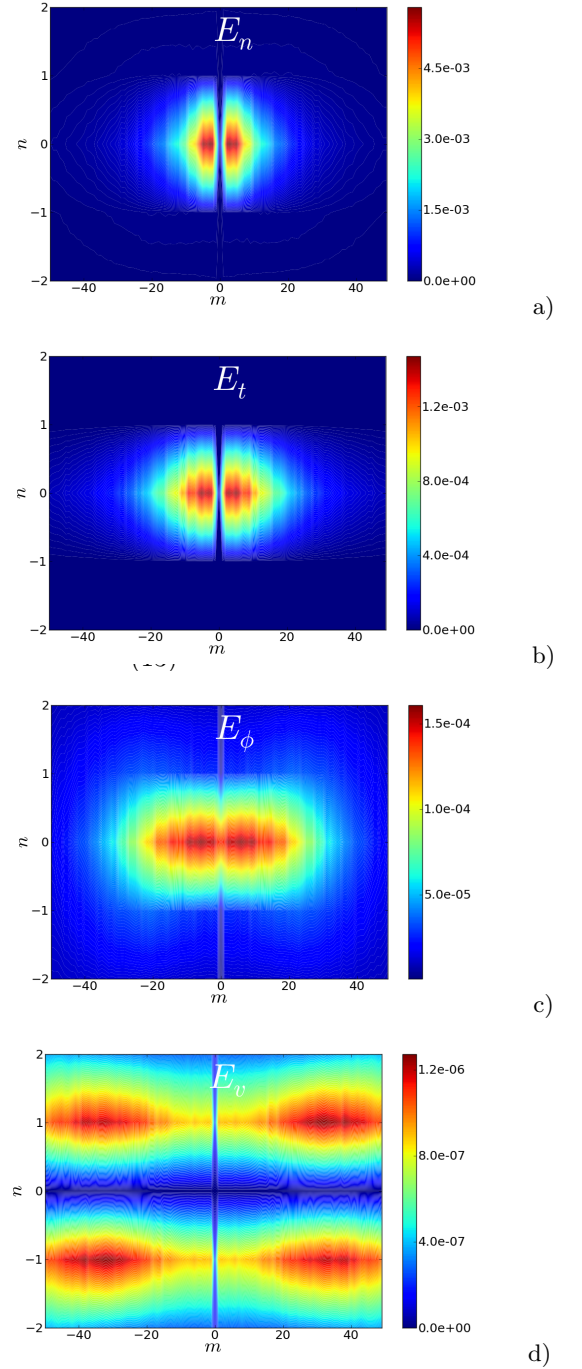 2
1
0
−1
−2
n
−40
−20
0
20
40
m
E_n
4.5e-03
3.0e-03
1.5e-03
0.0e+00
a)
2
1
0
−1
−2
n
−40
−20
0
20
40
m
E_t
1.2e-03
8.0e-04
4.0e-04
0.0e+00
b)
2
1
0
−1
−2
n
−40
−20
0
20
40
m
E_ϕ
1.5e-04
1.0e-04
5.0e-05
c)
2
1
0
−1
−2
n
−40
−20
0
20
40
m
E_v
1.2e-06
8.0e-07
4.0e-07
0.0e+00
d)